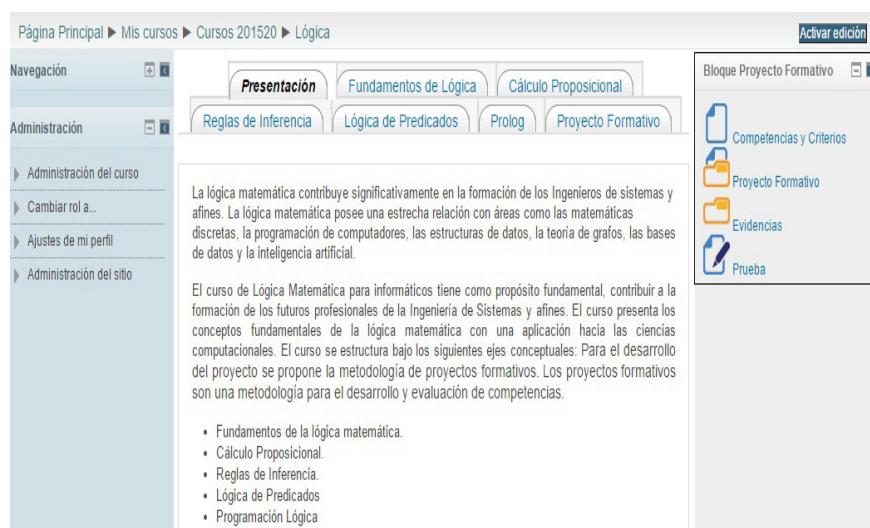 Página Principal ▶ Mis cursos ▶ Cursos 201520 ▶ Lógica
Activar edición
Navegación
Administración
Administración del curso
Cambiar rol a...
Ajustes de mi perfil
Administración del sitio
Presentación Fundamentos de Lógica Cálculo Proposicional
Reglas de Inferencia Lógica de Predicados Prolog Proyecto Formativo
La lógica matemática contribuye significativamente en la formación de los Ingenieros de sistemas y
afines. La lógica matemática posee una estrecha relación con áreas como las matemáticas
discretas, la programación de computadores, las estructuras de datos, la teoría de grafos, las bases
de datos y la inteligencia artificial.
El curso de Lógica Matemática para informáticos tiene como propósito fundamental, contribuir a la
formación de los futuros profesionales de la Ingeniería de Sistemas y afines. El curso presenta los
conceptos fundamentales de la lógica matemática con una aplicación hacia las ciencias
computacionales. El curso se estructura bajo los siguientes ejes conceptuales: Para el desarrollo
del proyecto se propone la metodología de proyectos formativos. Los proyectos formativos
son una metodología para el desarrollo y evaluación de competencias.
• Fundamentos de la lógica matemática.
• Cálculo Proposicional.
• Reglas de Inferencia.
• Lógica de Predicados
• Programación Lógica
Bloque Proyecto Formativo
Competencias y Criterios
Proyecto Formativo
Evidencias
Prueba